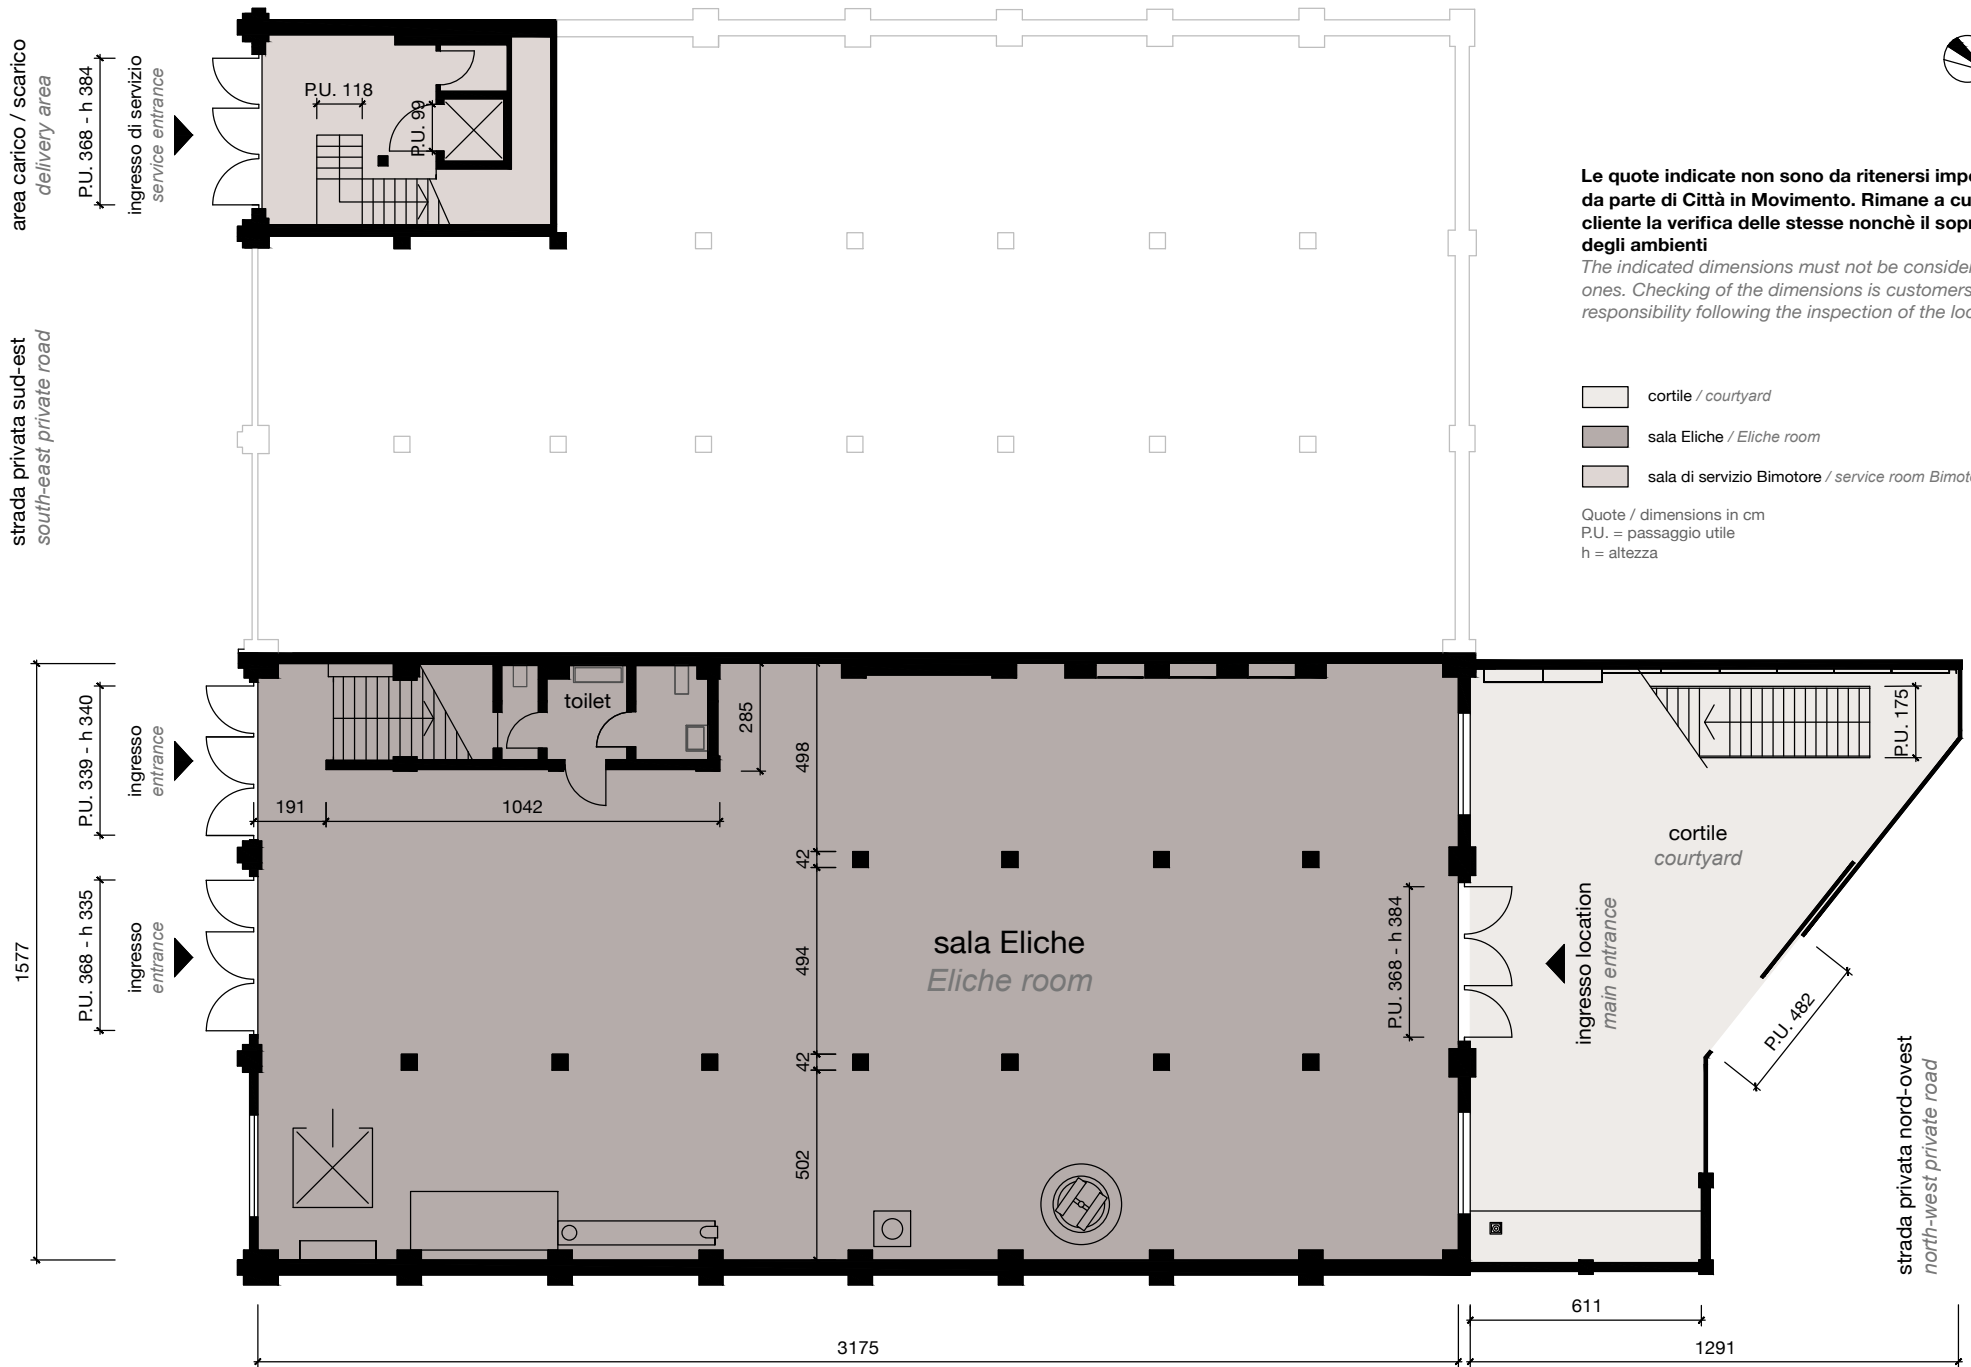 area carico / scarico
delivery area
P.U. 368 - h 384
ingresso di servizio
service entrance
P.U. 118
P.U. 99
Le quote indicate non sono da ritenersi
da parte di Città in Movimento. Rimane a
cliente la verifica delle stesse nonchè il
degli ambienti
The indicated dimensions must not be
ones. Checking of the dimensions is customers
responsibility following the inspection of the
strada privata sud-est
south-east private road
cortile / courtyard
sala Eliche / Eliche room
sala di servizio Bimotore / service room
Quote / dimensions in cm
P.U. = passaggio utile
h = altezza
1577
P.U. 339 - h 340
ingresso
entrance
toilet
285
498
191
1042
P.U. 175
cortile
courtyard
42
P.U. 368 - h 335
ingresso
entrance
sala Eliche
Eliche room
494
P.U. 368 - h 384
ingresso location
main entrance
P.U. 482
42
502
strada privata nord-ovest
north-west private road
611
3175
1291